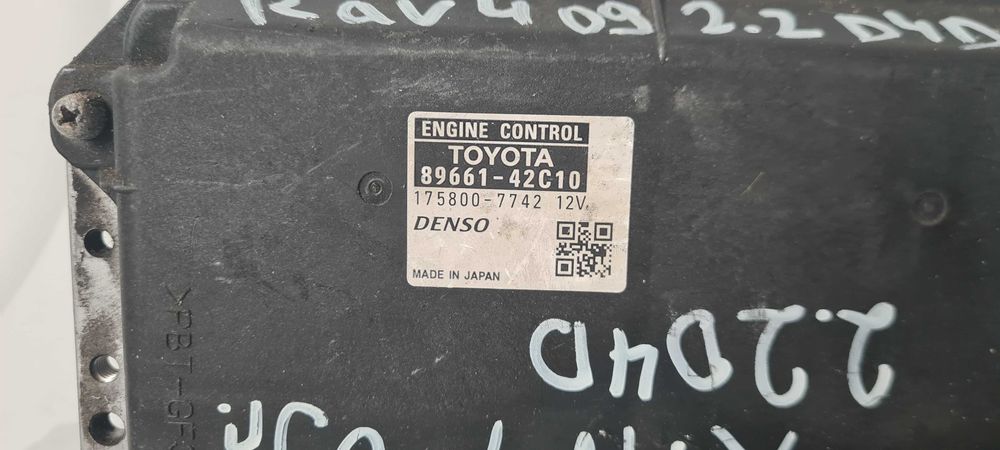 Rav4 09 2.2 D4D
ENGINE CONTROL
TOYOTA
89661-42C10
175800-7742 12V
DENSO
MADE IN JAPAN
2.2D4D